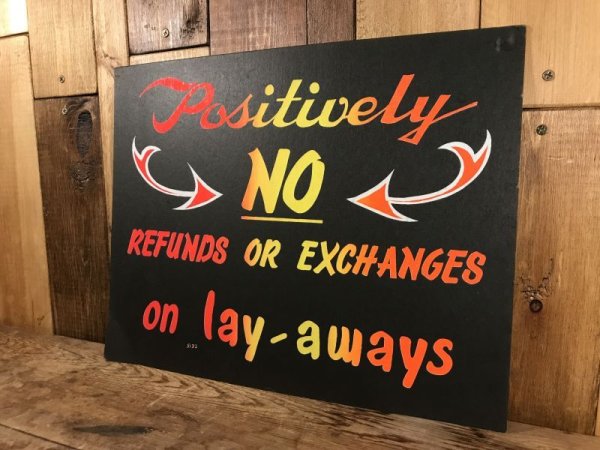 Positively
NO
REFUNDS OR EXCHANGES
on lay-aways